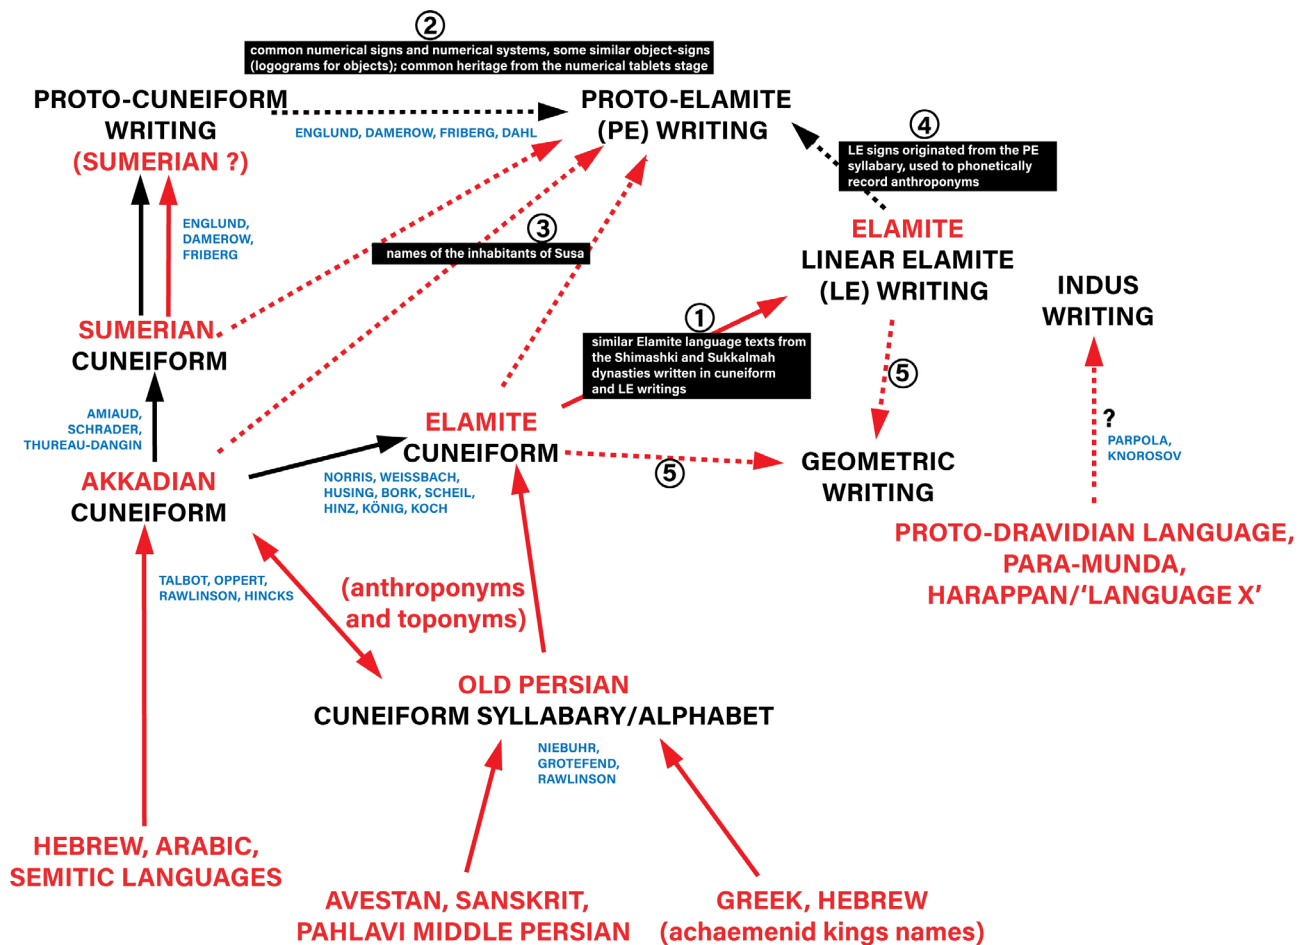 ②
common numerical signs and numerical systems, some similar object-signs
(logograms for objects); common heritage from the numerical tablets stage
PROTO-CUNEIFORM
WRITING
(SUMERIAN ?)
ENGLUND, DAMEROW, FRIBERG, DAHL
PROTO-ELAMITE
(PE) WRITING
④
LE signs originated from the PE
syllabary, used to phonetically
record anthroponyms
ENGLUND,
DAMEROW,
FRIBERG
③
names of the inhabitants of Susa
ELAMITE
LINEAR ELAMITE
(LE) WRITING
INDUS
WRITING
SUMERIAN
CUNEIFORM
①
similar Elamite language texts from
the Shimashki and Sukkalmah
dynasties written in cuneiform
and LE writings
⑤
AMIAUD,
SCHRADER,
THUREAU-DANGIN
ELAMITE
CUNEIFORM
?
PARPOLA,
KNOROSOV
AKKADIAN
CUNEIFORM
NORRIS, WEISSBACH,
HUSING, BORK, SCHEIL,
HINZ, KÖNIG, KOCH
⑤
GEOMETRIC
WRITING
PROTO-DRAVIDIAN LANGUAGE,
PARA-MUNDA,
HARAPPAN/‘LANGUAGE X’
TALBOT, OPPERT,
RAWLINSON, HINCKS
(anthroponyms
and toponyms)
OLD PERSIAN
CUNEIFORM SYLLABARY/ALPHABET
NIEBUHR,
GROTEFEND,
RAWLINSON
HEBREW, ARABIC,
SEMITIC LANGUAGES
AVESTAN, SANSKRIT,
PAHLAVI MIDDLE PERSIAN
GREEK, HEBREW
(achaemenid kings names)